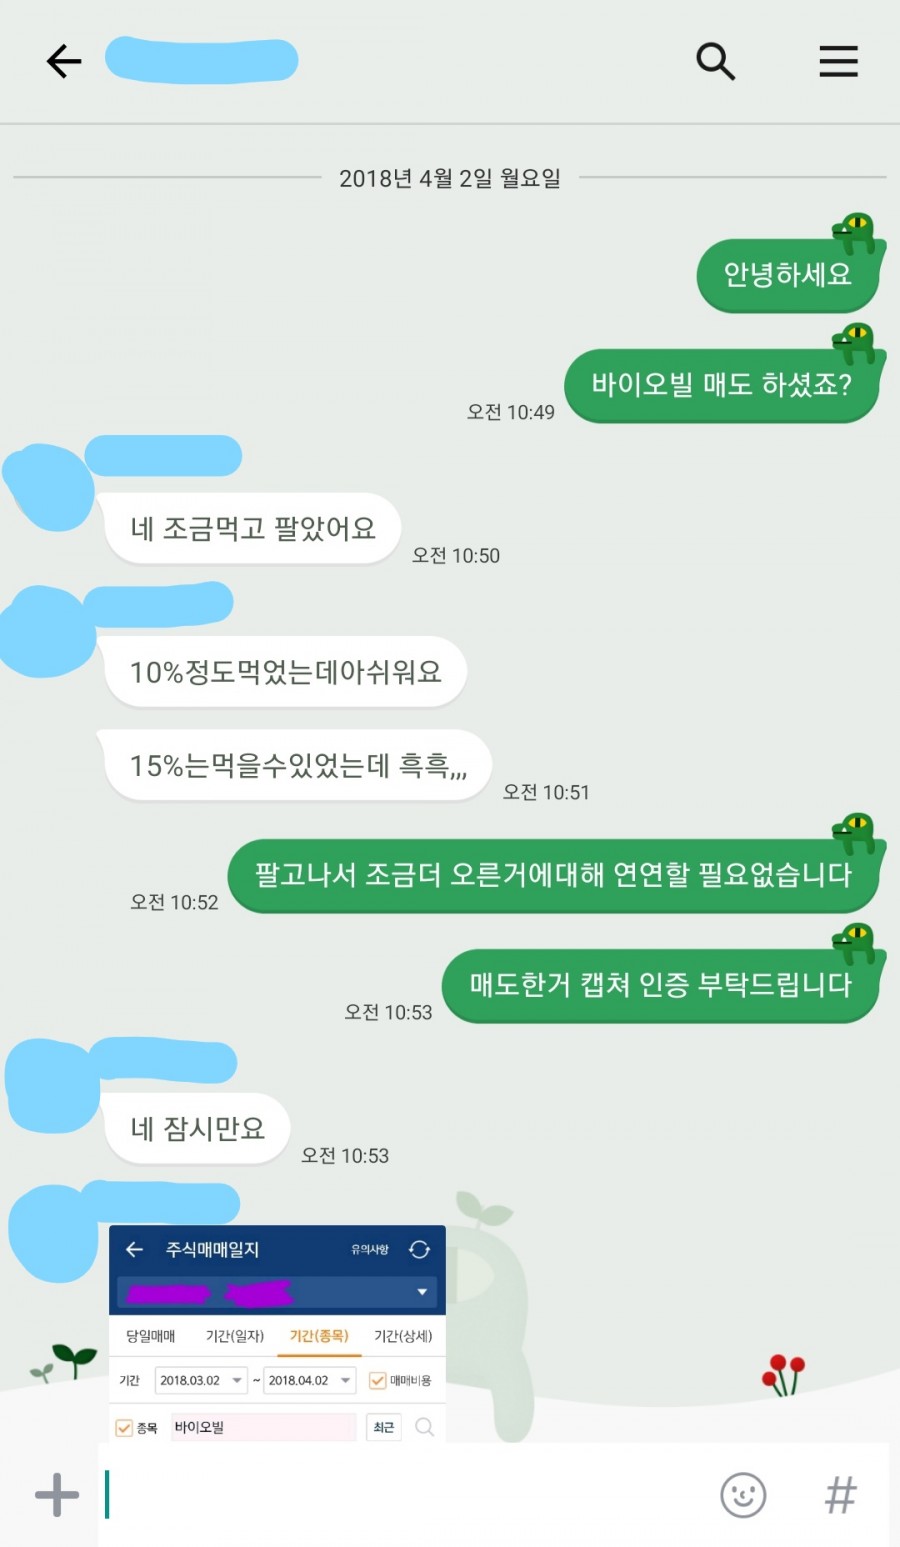 2018년 4월 2일 월요일
안녕하세요
바이오빌 매도 하셨죠?
오전 10:49
네 조금먹고 팔았어요
오전 10:50
10%정도먹었는데아쉬워요
15%는먹을수있었는데 흑흑,,,
오전 10:51
팔고나서 조금더 오른거에대해 연연할 필요없습니다
오전 10:52
매도한거 캡쳐 인증 부탁드립니다
오전 10:53
네 잠시만요
오전 10:53
주식매매일지 유의사항
당일매매 기간(일자) 기간(종목) 기간(상세)
기간 2018.03.02 ~ 2018.04.02 매매비용
종목 바이오빌 최근
#